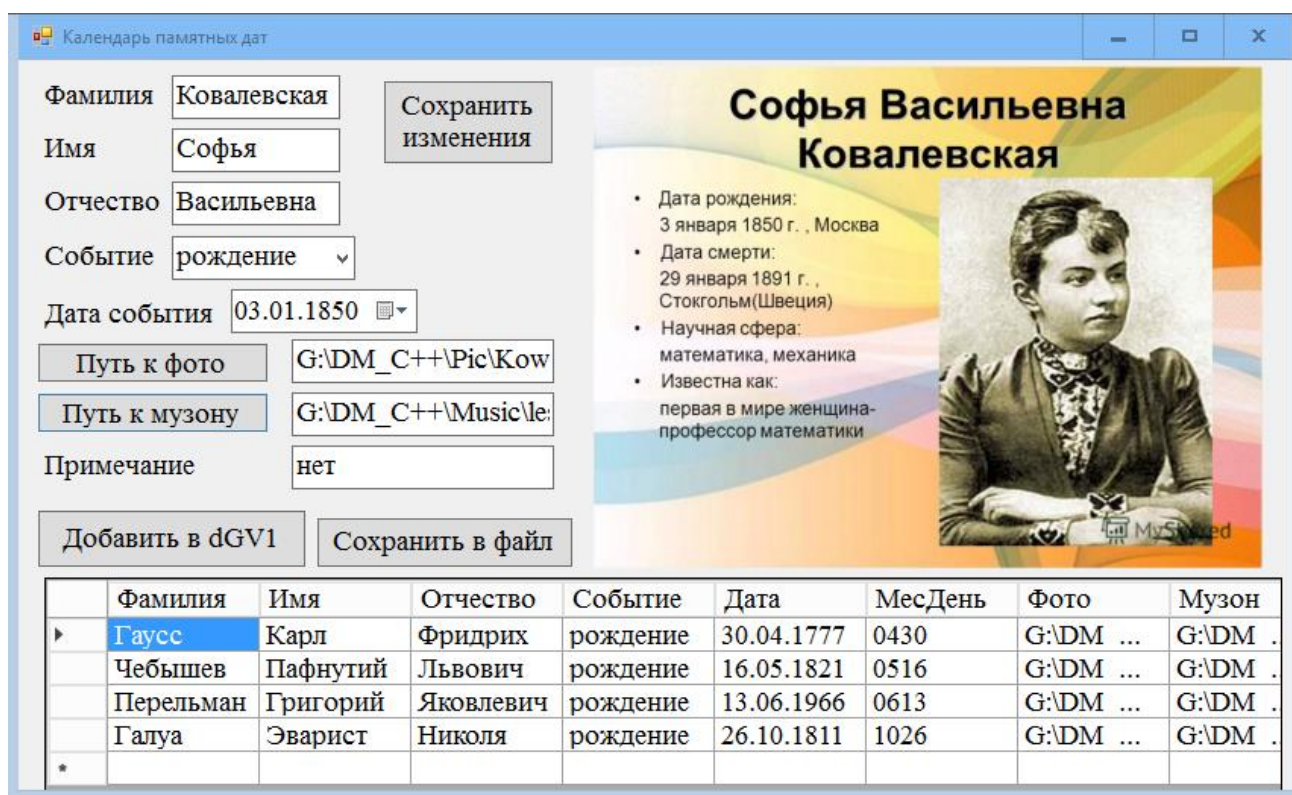 Календарь памятных дат
Фамилия Ковалевская
Сохранить
изменения
Имя Софья
Отчество Васильевна
Событие рождение
Дата события 03.01.1850
Путь к фото G:\DM_C++\Pic\Kow
Путь к музону G:\DM_C++\Music\le
Примечание нет
Добавить в dGV1 Сохранить в файл
Софья Васильевна
Ковалевская
• Дата рождения:
3 января 1850 г. , Москва
• Дата смерти:
29 января 1891 г. ,
Стокгольм(Швеция)
• Научная сфера:
математика, механика
• Известна как:
первая в мире женщина-
профессор математики
MyShared
Фамилия Имя Отчество Событие Дата МесДень Фото Музон
Гаусс Карл Фридрих рождение 30.04.1777 0430 G:\DM ... G:\DM ..
Чебышев Пафнутий Львович рождение 16.05.1821 0516 G:\DM ... G:\DM .
Перельман Григорий Яковлевич рождение 13.06.1966 0613 G:\DM ... G:\DM ..
Галуа Эварист Николя рождение 26.10.1811 1026 G:\DM ... G:\DM .